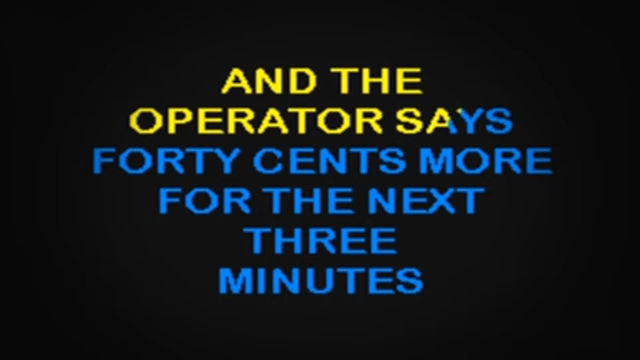 AND THE
OPERATOR SAYS
FORTY CENTS MORE
FOR THE NEXT
THREE
MINUTES